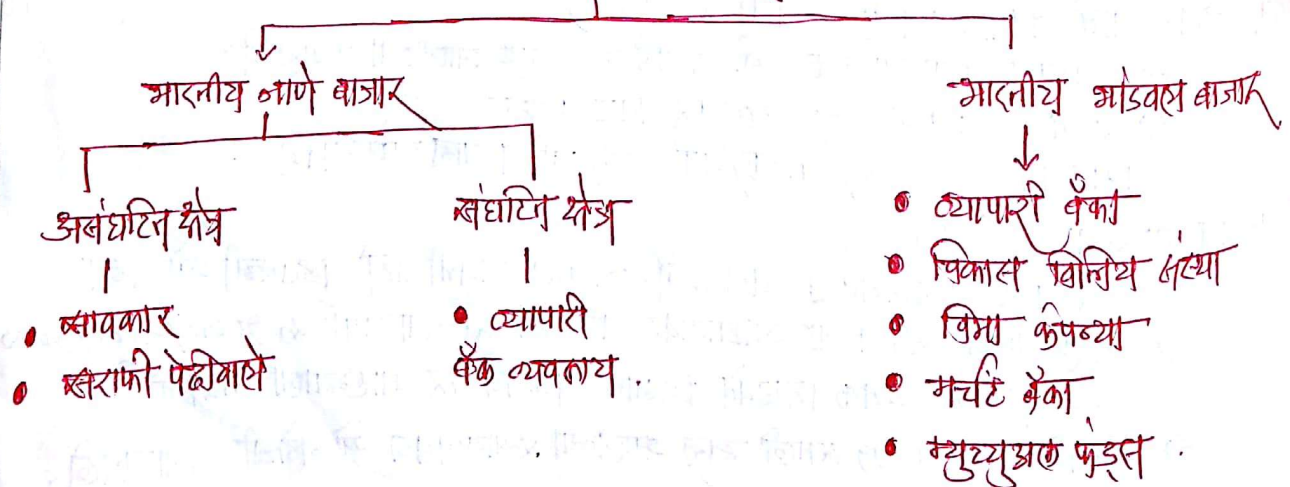 भारतीय नाणे बाजार
भारतीय भांडवल बाजार
असंघटित क्षेत्र
संघटित क्षेत्र
• सावकार
• सराफी पेढीवाले
• व्यापारी
बँक व्यवसाय.
• व्यापारी बँका
• विकास वित्तिय संस्था
• विमा कंपन्या
• मर्चंट बँका
• म्युच्युअल फंड्स.